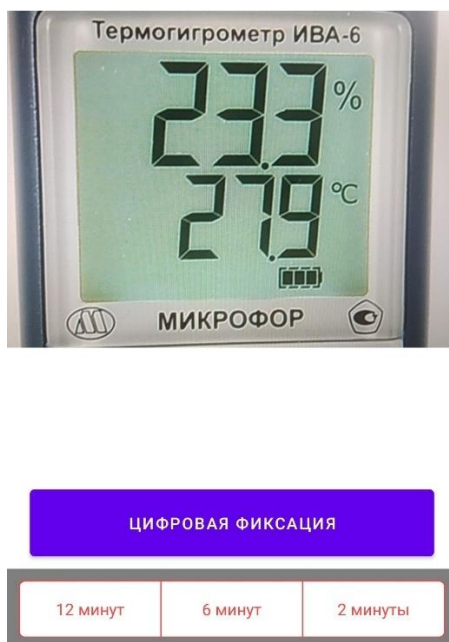 Термогигрометр ИВА-6
23.3 %
27.9 °C
МИКРОФОР
ЦИФРОВАЯ ФИКСАЦИЯ
12 минут
6 минут
2 минуты